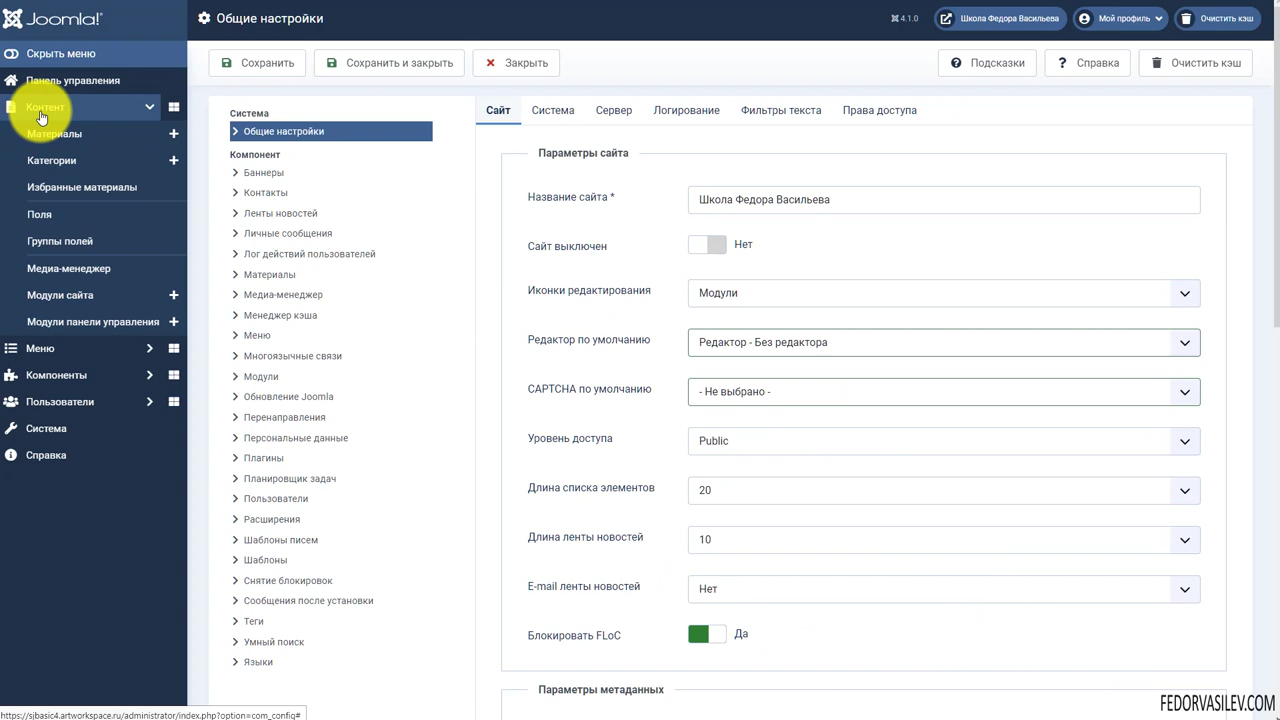 Joomla!
Общие настройки
4.1.0
Школа Федора Васильева
Мой профиль
Очистить кэш
Скрыть меню
Панель управления
Контент
Материалы
Категории
Избранные материалы
Поля
Группы полей
Медиа-менеджер
Модули сайта
Модули панели управления
Меню
Компоненты
Пользователи
Система
Справка
Сохранить
Сохранить и закрыть
Закрыть
Подсказки
Справка
Очистить кэш
Система
Общие настройки
Компонент
Баннеры
Контакты
Ленты новостей
Личные сообщения
Лог действий пользователей
Материалы
Медиа-менеджер
Менеджер кэша
Меню
Многоязычные связи
Модули
Обновление Joomla
Перенаправления
Персональные данные
Плагины
Планировщик задач
Пользователи
Расширения
Шаблоны писем
Шаблоны
Снятие блокировок
Сообщения после установки
Теги
Умный поиск
Языки
Сайт Система Сервер Логирование Фильтры текста Права доступа
Параметры сайта
Название сайта * Школа Федора Васильева
Сайт выключен Нет
Иконки редактирования Модули
Редактор по умолчанию Редактор - Без редактора
CAPTCHA по умолчанию - Не выбрано -
Уровень доступа Public
Длина списка элементов 20
Длина ленты новостей 10
E-mail ленты новостей Нет
Блокировать FLoC Да
Параметры метаданных
https://sjbasic4.artworkspace.ru/administrator/index.php?option=com_config#
FEDORVASILEV.COM